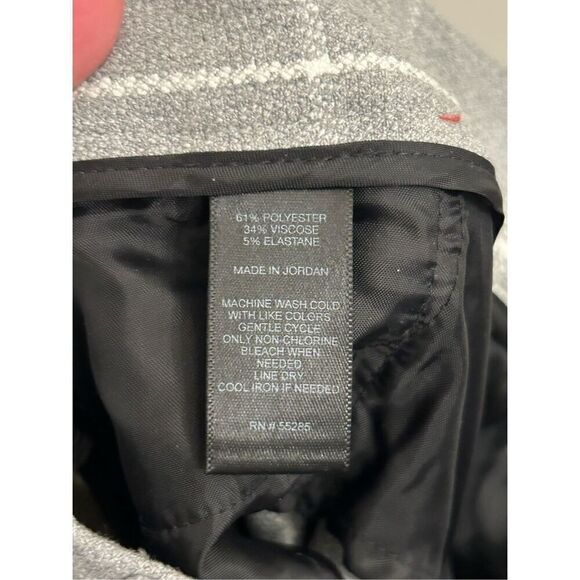 61% POLYESTER
34% VISCOSE
5% ELASTANE
MADE IN JORDAN
MACHINE WASH COLD
WITH LIKE COLORS
GENTLE CYCLE
ONLY NON-CHLORINE
BLEACH WHEN
NEEDED
LINE DRY
COOL IRON IF NEEDED
RN # 55285